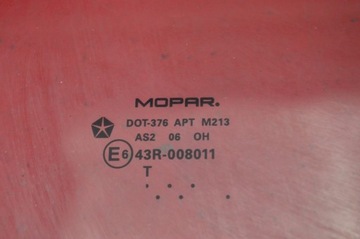 MOPAR.
DOT-376 APT M213
AS2 06 OH
E6 43R-008011
T